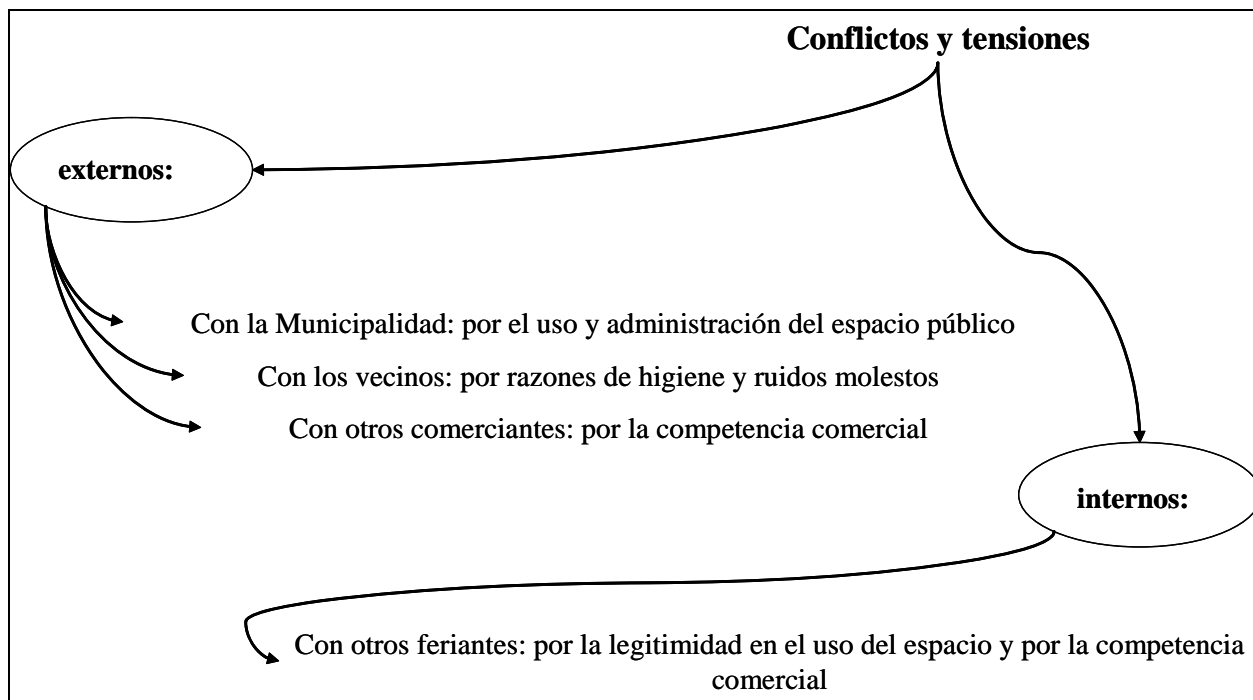 Conflictos y tensiones
externos:
Con la Municipalidad: por el uso y administración del espacio público
Con los vecinos: por razones de higiene y ruidos molestos
Con otros comerciantes: por la competencia comercial
internos:
Con otros feriantes: por la legitimidad en el uso del espacio y por la competencia
comercial